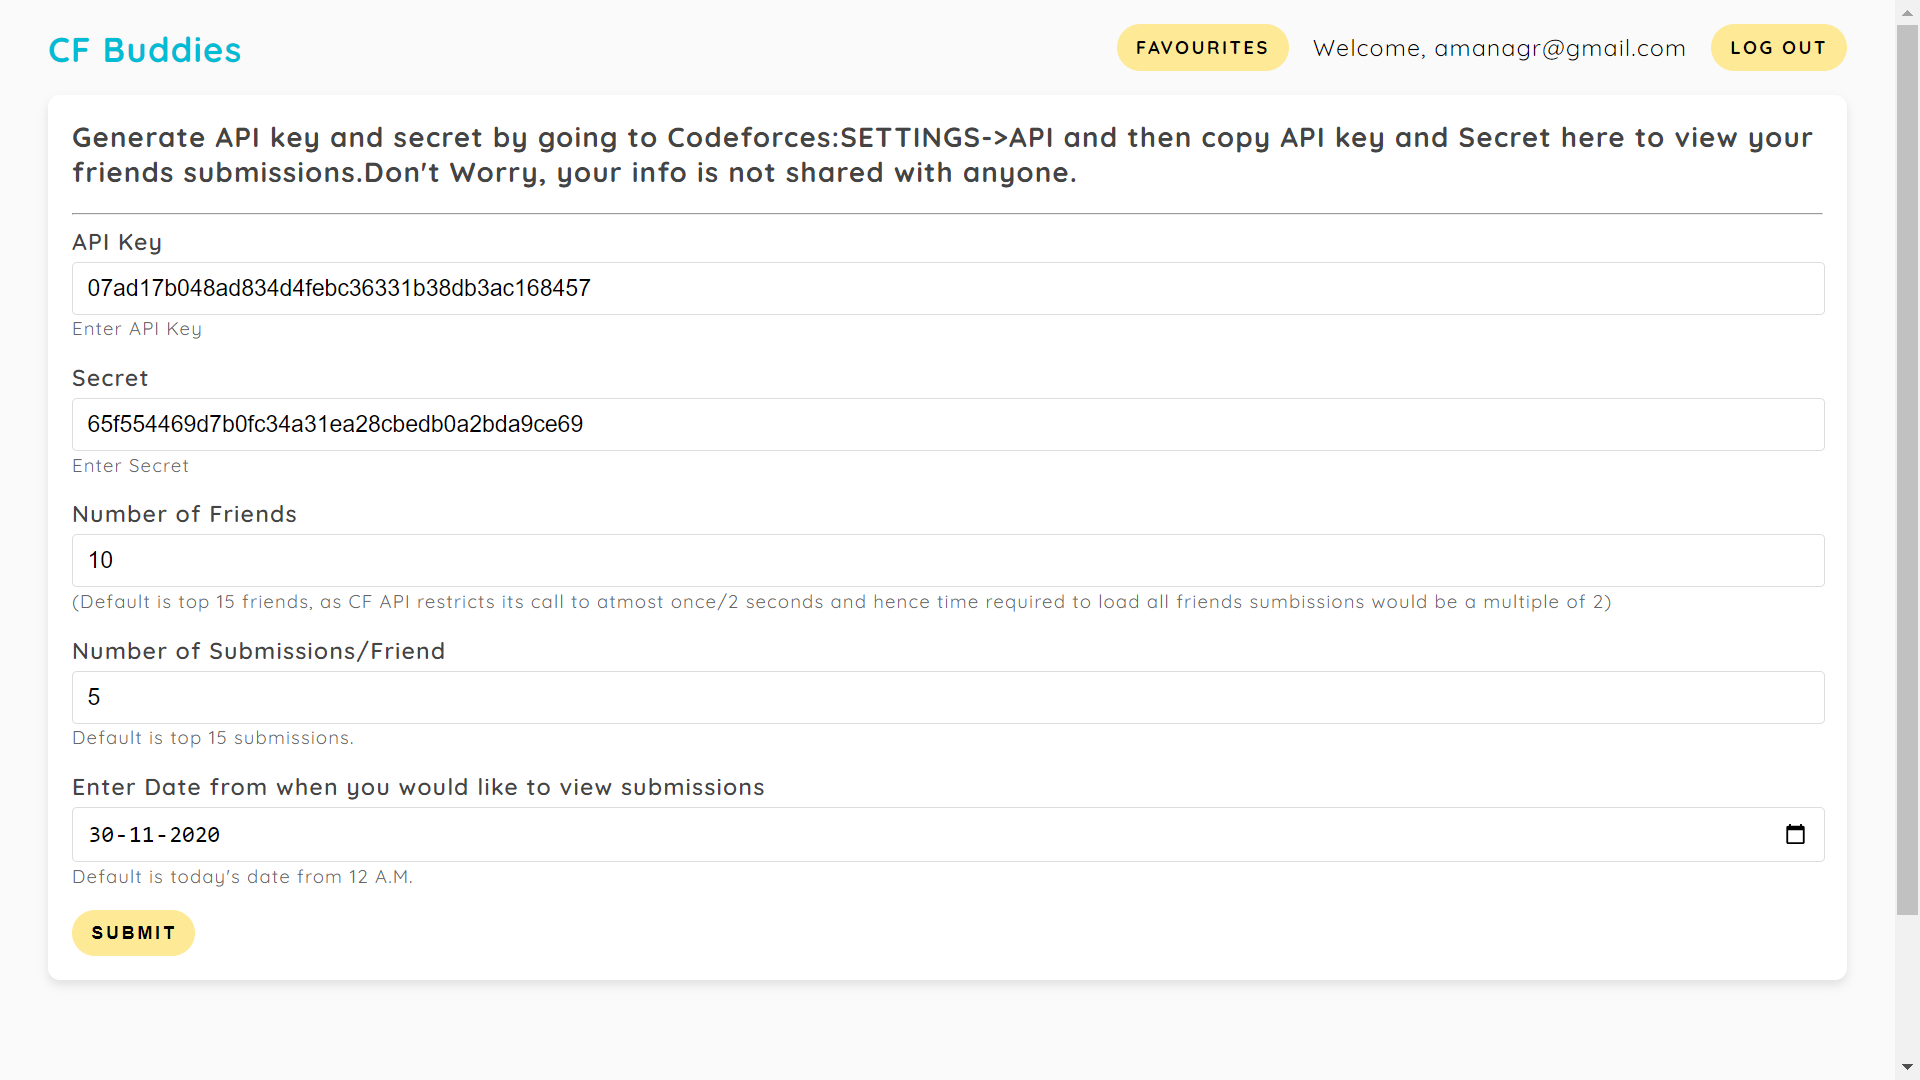 CF Buddies
FAVOURITES
Welcome, amanagr@gmail.com
LOG OUT
Generate API key and secret by going to Codeforces:SETTINGS->API and then copy API key and Secret here to view your
friends submissions.Don't Worry, your info is not shared with anyone.
API Key
07ad17b048ad834d4febc36331b38db3ac168457
Enter API Key
Secret
65f554469d7b0fc34a31ea28cbedb0a2bda9ce69
Enter Secret
Number of Friends
10
(Default is top 15 friends, as CF API restricts its call to atmost once/2 seconds and hence time required to load all friends sumbissions would be a multiple of 2)
Number of Submissions/Friend
5
Default is top 15 submissions.
Enter Date from when you would like to view submissions
30-11-2020
Default is today's date from 12 A.M.
SUBMIT